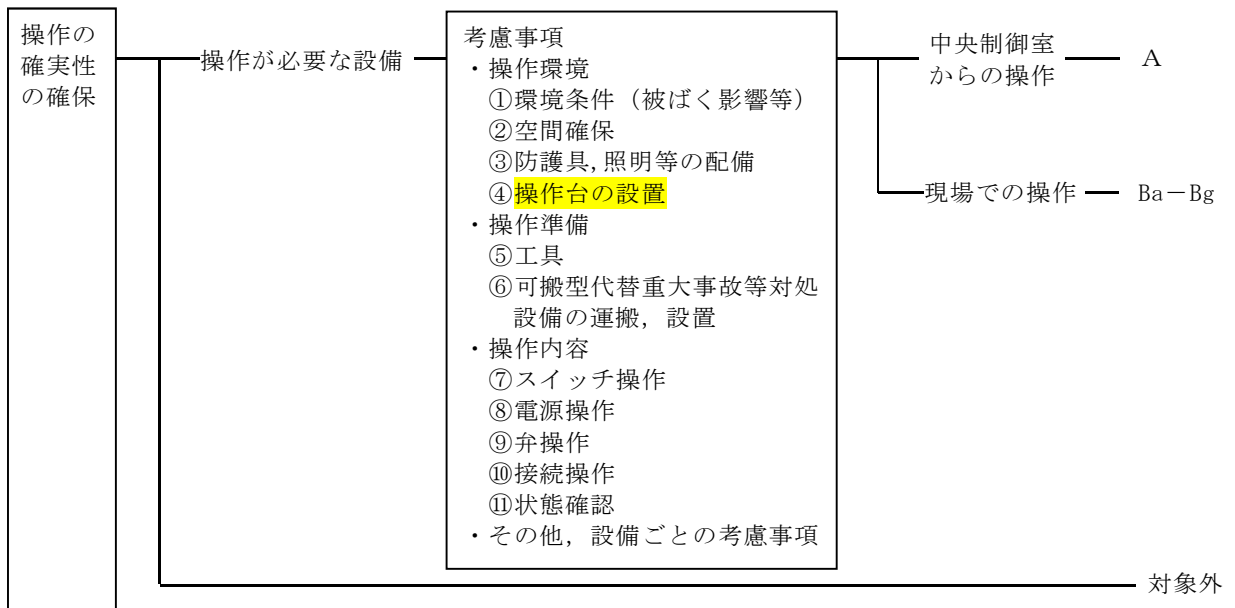 操作の
確実性
の確保
操作が必要な設備
考慮事項
・操作環境
①環境条件（被ばく影響等）
②空間確保
③防護具,照明等の配備
④操作台の設置
・操作準備
⑤工具
⑥可搬型代替重大事故等対処
設備の運搬，設置
・操作内容
⑦スイッチ操作
⑧電源操作
⑨弁操作
⑩接続操作
⑪状態確認
・その他，設備ごとの考慮事項
中央制御室
からの操作
A
現場での操作
Ba－Bg
対象外